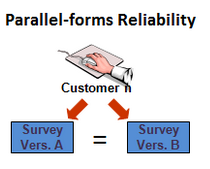 Parallel-forms Reliability
Customer n
Survey Vers. A
=
Survey Vers. B